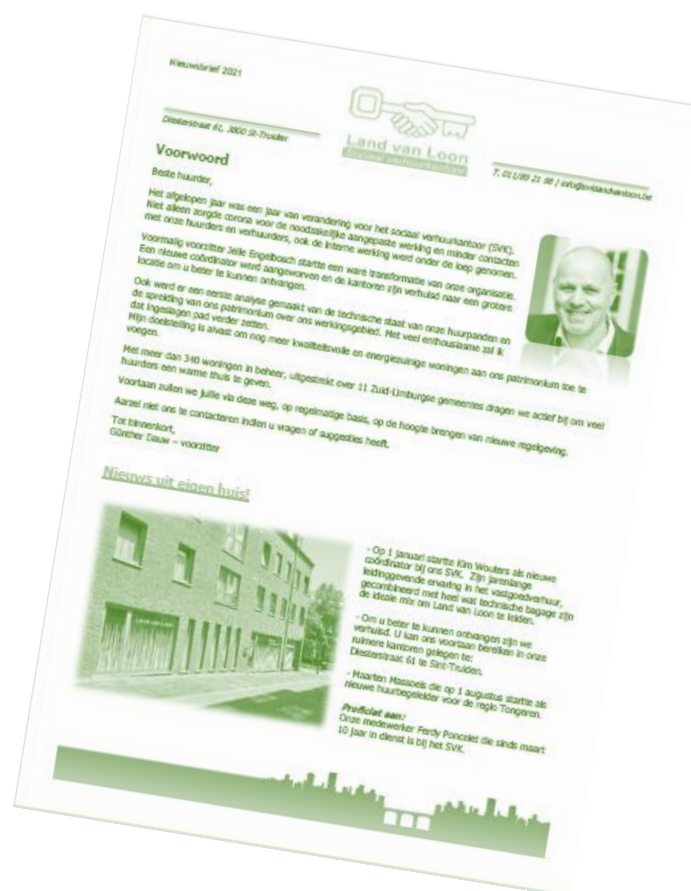 Nieuwsbrief 2021
Land van Loon
Sociaal verhuurkantoor
Diesterstraat 61, 3800 St-Truiden
T. 011/89 21 98 | info@svklandvanloon.be
Voorwoord
Beste huurder,
Het afgelopen jaar was een jaar van verandering voor het sociaal verhuurkantoor (SVK).
Niet alleen zorgde corona voor de noodzakelijke aangepaste werking en minder contacten
met onze huurders en verhuurders, ook de interne werking werd onder de loep genomen.
Voormalig voorzitter Jelle Engelbosch startte een ware transformatie van onze organisatie.
Een nieuwe coördinator werd aangeworven en de kantoren zijn verhuisd naar een grotere
locatie om u beter te kunnen ontvangen.
Ook werd er een eerste analyse gemaakt van de technische staat van onze huurpanden en
de spreiding van ons patrimonium over ons werkingsgebied. Met veel enthousiasme zal ik
dat ingeslagen pad verder zetten.
Mijn doelstelling is alvast om nog meer kwaliteitsvolle en energiezuinige woningen aan ons patrimonium toe te
voegen.
Met meer dan 340 woningen in beheer, uitgestrekt over 11 Zuid-Limburgse gemeentes dragen we actief bij om veel
huurders een warme thuis te geven.
Voortaan zullen we jullie via deze weg, op regelmatige basis, op de hoogte brengen van nieuwe regelgeving.
Aarzel niet ons te contacteren indien u vragen of suggesties heeft.
Tot binnenkort,
Günther Dauw – voorzitter
Nieuws uit eigen huis!
- Op 1 januari startte Kim Wouters als nieuwe
coördinator bij ons SVK. Zijn jarenlange
leidinggevende ervaring in het vastgoedverhuur,
gecombineerd met heel wat technische bagage zijn
de ideale mix om Land van Loon te leiden.
- Om u beter te kunnen ontvangen zijn we
verhuisd. U kan ons voortaan bereiken in onze
ruimere kantoren gelegen te:
Diesterstraat 61 te Sint-Truiden.
- Maarten Massoels die op 1 augustus startte als
nieuwe huurbegeleider voor de regio Tongeren.
Proficiat aan:
Onze medewerker Ferdy Poncelet die sinds maart
10 jaar in dienst is bij het SVK.